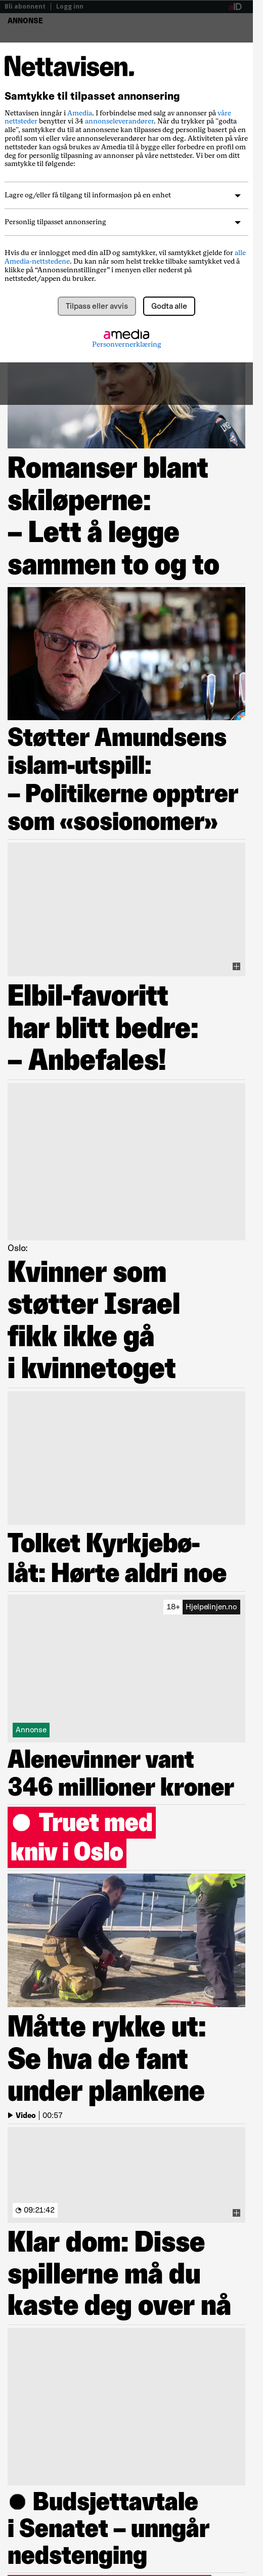 Bli abonnent | Logg inn
aID
ANNONSE
Nettavisen.
Samtykke til tilpasset annonsering
Nettavisen inngår i Amedia. I forbindelse med salg av annonser på våre
nettsteder benytter vi 34 annonseleverandører. Når du trykker på "godta
alle", samtykker du til at annonsene kan tilpasses deg personlig basert på en
profil som vi eller våre annonseleverandører har om deg. Aktiviteten på våre
nettsteder kan også brukes av Amedia til å bygge eller forbedre en profil om
deg for personlig tilpasning av annonser på våre nettsteder. Vi ber om ditt
samtykke til følgende:
Lagre og/eller få tilgang til informasjon på en enhet
Personlig tilpasset annonsering
Hvis du er innlogget med din aID og samtykker, vil samtykket gjelde for alle
Amedia-nettstedene. Du kan når som helst trekke tilbake samtykket ved å
klikke på “Annonseinnstillinger” i menyen eller nederst på
nettstedet/appen du bruker.
Tilpass eller avvis
Godta alle
amedia
Personvernerklæring
Romanser blant
skiløperne:
– Lett å legge
sammen to og to
Støtter Amundsens
islam-utspill:
– Politikerne opptrer
som «sosionomer»
Elbil-favoritt
har blitt bedre:
– Anbefales!
Oslo:
Kvinner som
støtter Israel
fikk ikke gå
i kvinnetoget
Tolket Kyrkjebø-
låt: Hørte aldri noe
18+ Hjelpelinjen.no
Annonse
Alenevinner vant
346 millioner kroner
Truet med
kniv i Oslo
Måtte rykke ut:
Se hva de fant
under plankene
Video | 00:57
09:21:42
Klar dom: Disse
spillerne må du
kaste deg over nå
Budsjettavtale
i Senatet – unngår
nedstenging